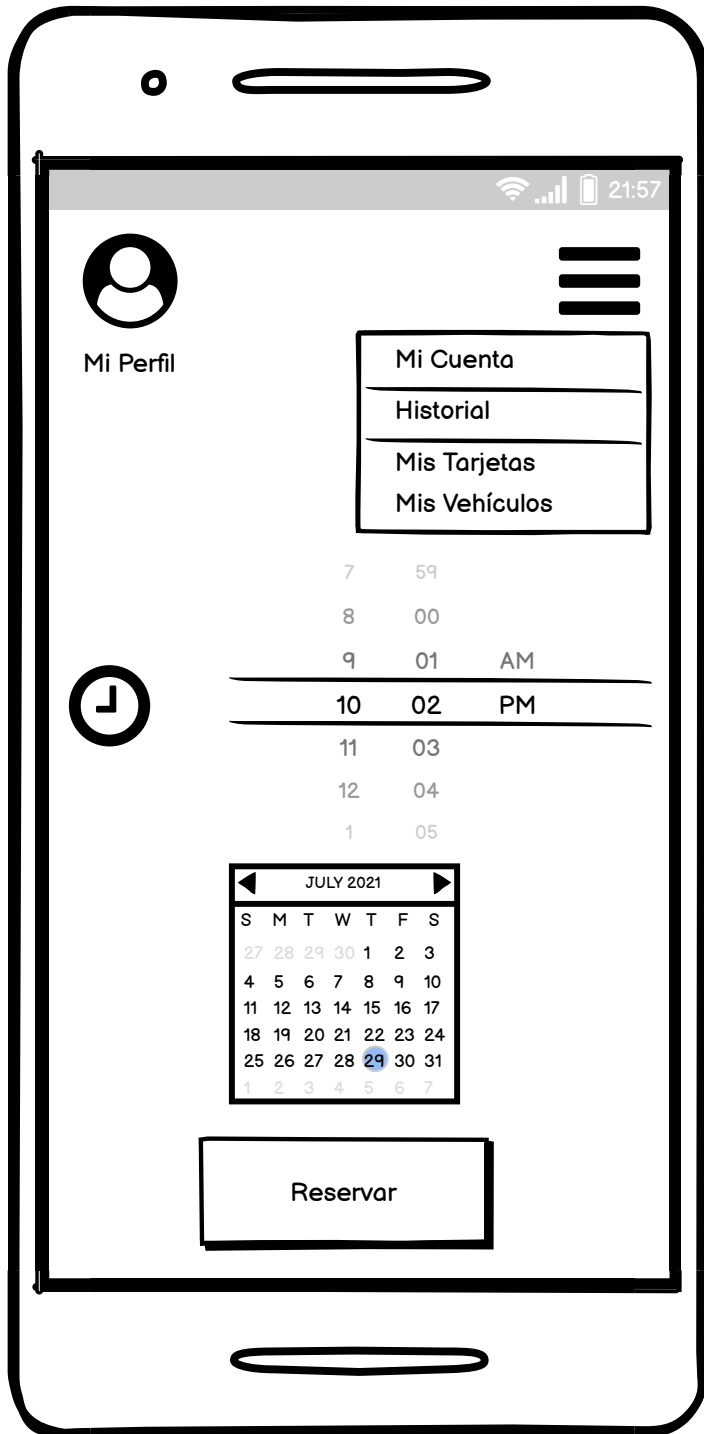 21:57
Mi Perfil
Mi Cuenta
Historial
Mis Tarjetas
Mis Vehículos
7 59
8 00
9 01 AM
10 02 PM
11 03
12 04
1 05
JULY 2021
S M T W T F S
27 28 29 30 1 2 3
4 5 6 7 8 9 10
11 12 13 14 15 16 17
18 19 20 21 22 23 24
25 26 27 28 29 30 31
1 2 3 4 5 6 7
Reservar